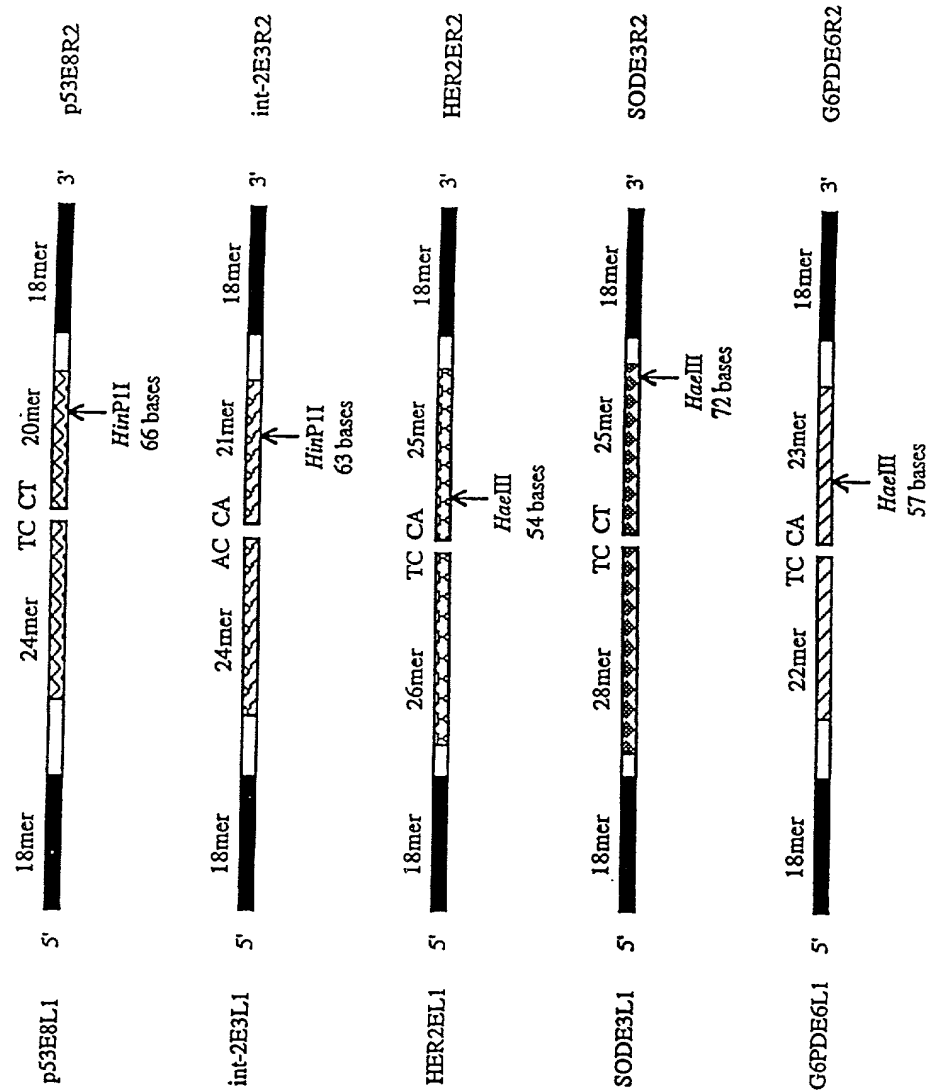 18mer 24mer TC CT 20mer 18mer
p53E8L1 5' 3' p53E8R2
HinP1I
66 bases
18mer 24mer AC CA 21mer 18mer
int-2E3L1 5' 3' int-2E3R2
HinP1I
63 bases
18mer 26mer TC CA 25mer 18mer
HER2EL1 5' 3' HER2ER2
HaeIII
54 bases
18mer 28mer TC CT 25mer 18mer
SODE3L1 5' 3' SODE3R2
HaeIII
72 bases
18mer 22mer TC CA 23mer 18mer
G6PDE6L1 5' 3' G6PDE6R2
HaeIII
57 bases